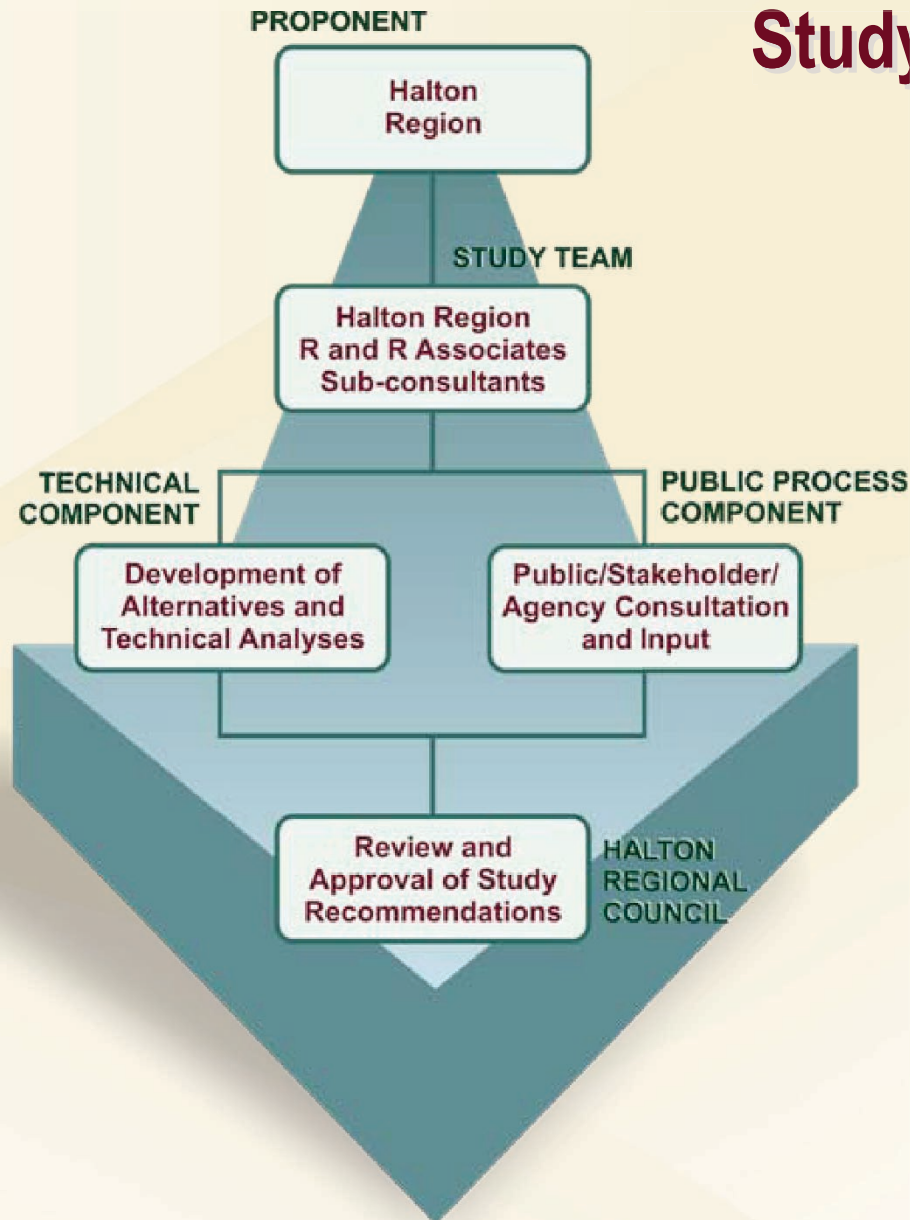 PROPONENT
Study
Halton
Region
STUDY TEAM
Halton Region
R and R Associates
Sub-consultants
TECHNICAL
COMPONENT
PUBLIC PROCESS
COMPONENT
Development of
Alternatives and
Technical Analyses
Public/Stakeholder/
Agency Consultation
and Input
Review and
Approval of Study
Recommendations
HALTON
REGIONAL
COUNCIL